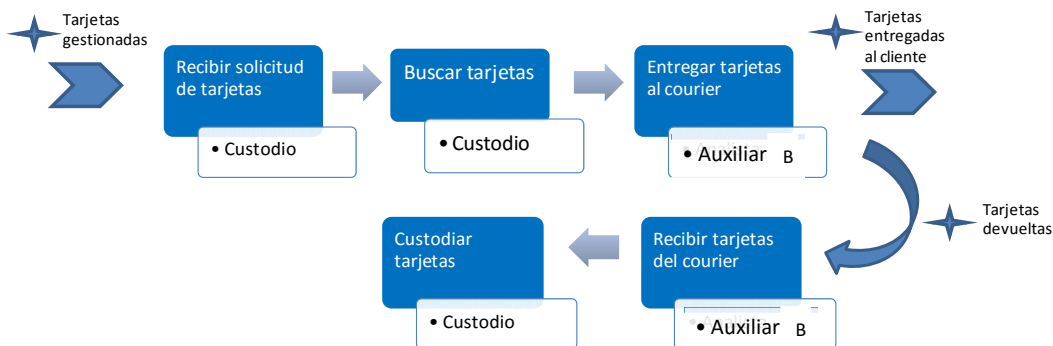 Tarjetas
gestionadas
Recibir solicitud
de tarjetas
• Custodio
Buscar tarjetas
• Custodio
Entregar tarjetas
al courier
• Auxiliar B
Tarjetas
entregadas
al cliente
Tarjetas
devueltas
Recibir tarjetas
del courier
• Auxiliar B
Custodiar
tarjetas
• Custodio